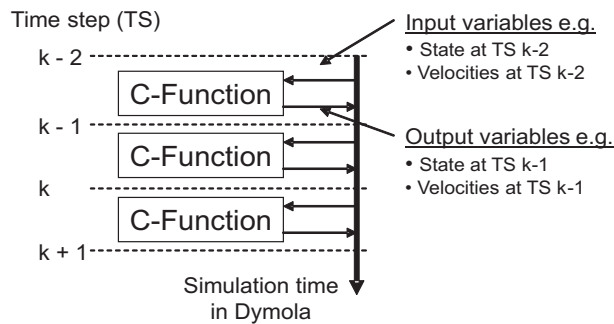 Time step (TS)
k - 2
C-Function
k - 1
C-Function
k
C-Function
k + 1
Simulation time
in Dymola
Input variables e.g.
• State at TS k-2
• Velocities at TS k-2
Output variables e.g.
• State at TS k-1
• Velocities at TS k-1